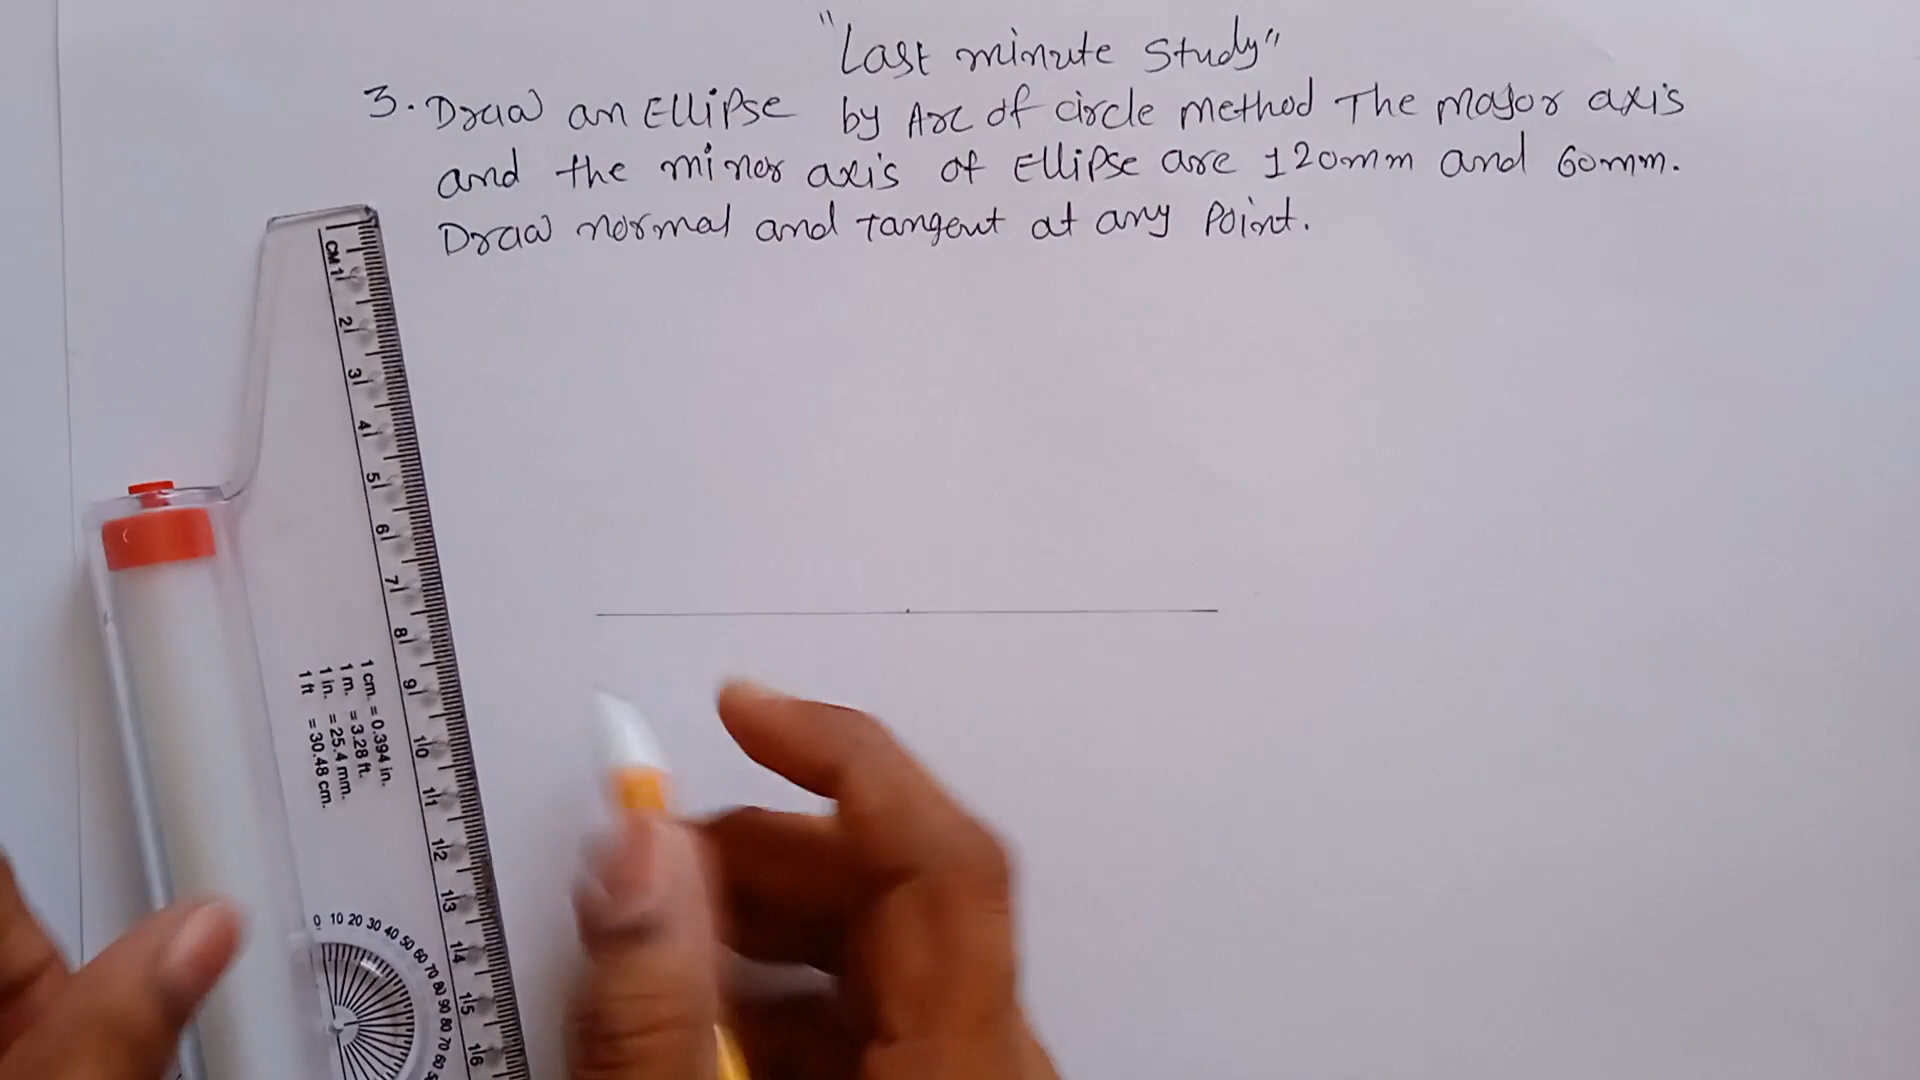 "Last minute Study"
3. Draw an Ellipse by Arc of circle method The major axis
and the minor axis of Ellipse are 120mm and 60mm.
Draw normal and tangent at any Point.
CM 1
2
3
4
5
6
7
8
9
10
11
12
13
14
15
16
1 cm. = 0.394 in.
1 m. = 3.28 ft.
1 in. = 25.4 mm.
1 ft = 30.48 cm.
0 10 20 30 40 50 60 70 80 90 80 70 60